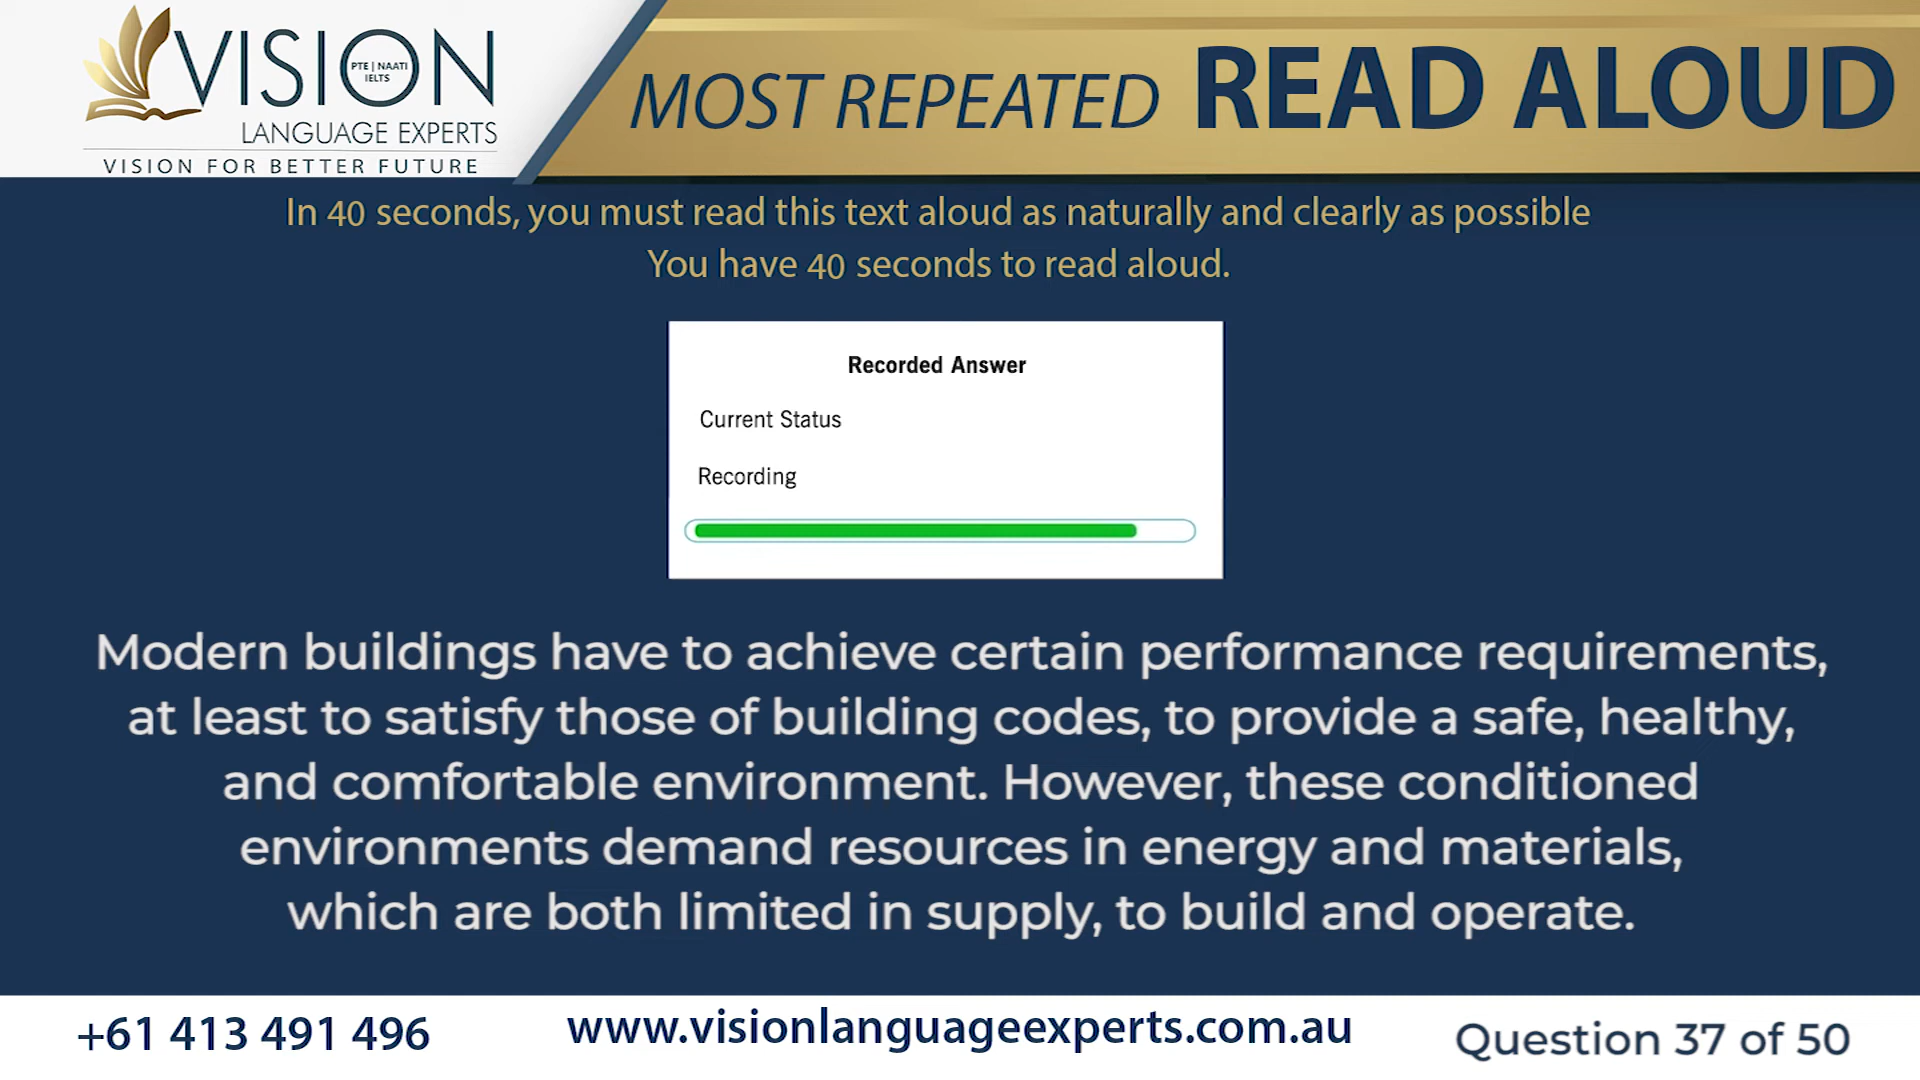 VISION
PTE | NAATI
IELTS
LANGUAGE EXPERTS
VISION FOR BETTER FUTURE
MOST REPEATED READ ALOUD
In 40 seconds, you must read this text aloud as naturally and clearly as possible
You have 40 seconds to read aloud.
Recorded Answer
Current Status
Recording
Modern buildings have to achieve certain performance requirements,
at least to satisfy those of building codes, to provide a safe, healthy,
and comfortable environment. However, these conditioned
environments demand resources in energy and materials,
which are both limited in supply, to build and operate.
+61 413 491 496
www.visionlanguageexperts.com.au
Question 37 of 50